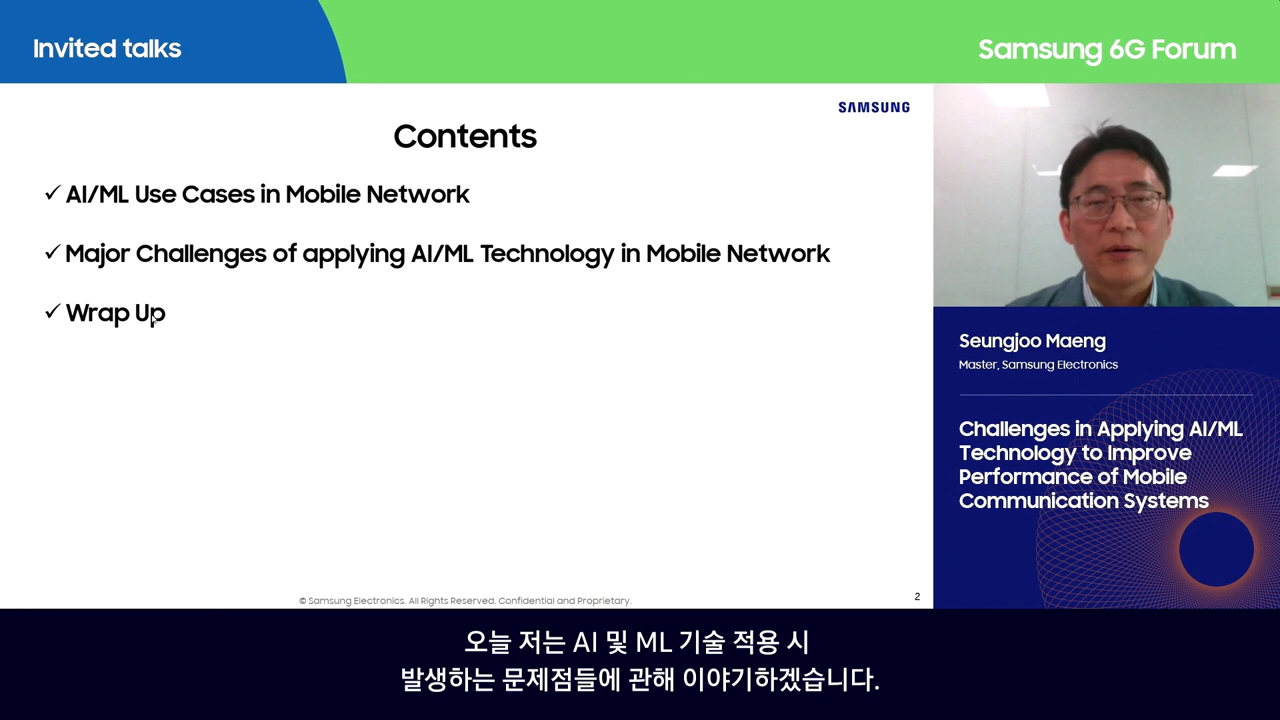 Invited talks
Samsung 6G Forum
SAMSUNG
Contents
✓ AI/ML Use Cases in Mobile Network
✓ Major Challenges of applying AI/ML Technology in Mobile Network
✓ Wrap Up
© Samsung Electronics. All Rights Reserved. Confidential and Proprietary.
2
Seungjoo Maeng
Master, Samsung Electronics
Challenges in Applying AI/ML
Technology to Improve
Performance of Mobile
Communication Systems
오늘 저는 AI 및 ML 기술 적용 시
발생하는 문제점들에 관해 이야기하겠습니다.